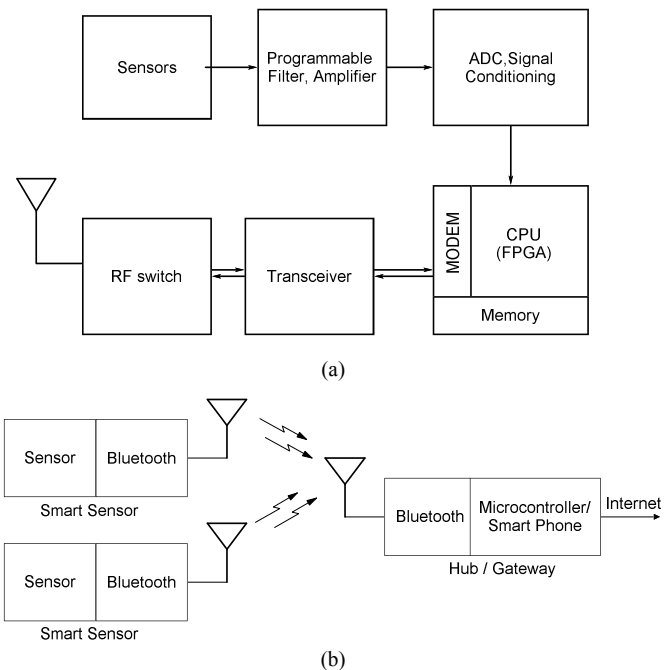 Sensors
Programmable
Filter, Amplifier
ADC,Signal
Conditioning
RF switch
Transceiver
MODEM
CPU
(FPGA)
Memory
(a)
Sensor
Bluetooth
Smart Sensor
Sensor
Bluetooth
Smart Sensor
Bluetooth
Microcontroller/
Smart Phone
Internet
Hub / Gateway
(b)